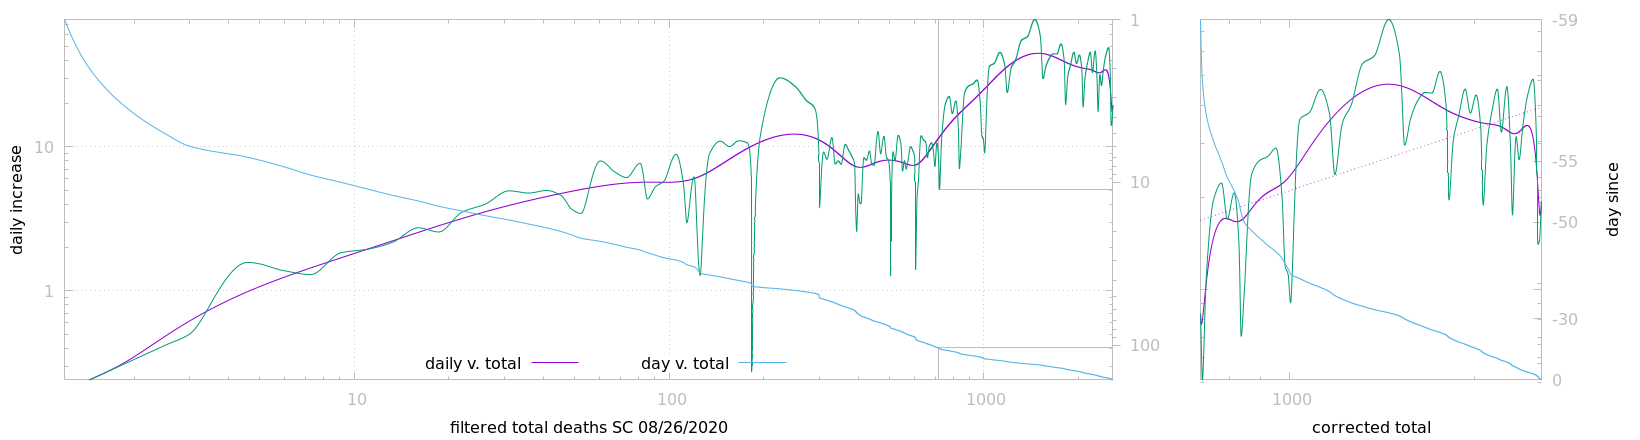 daily increase
10
1
daily v. total
day v. total
10
100
1000
1
10
100
filtered total deaths SC 08/26/2020
1000
corrected total
-59
-55
-50
-30
0
day since